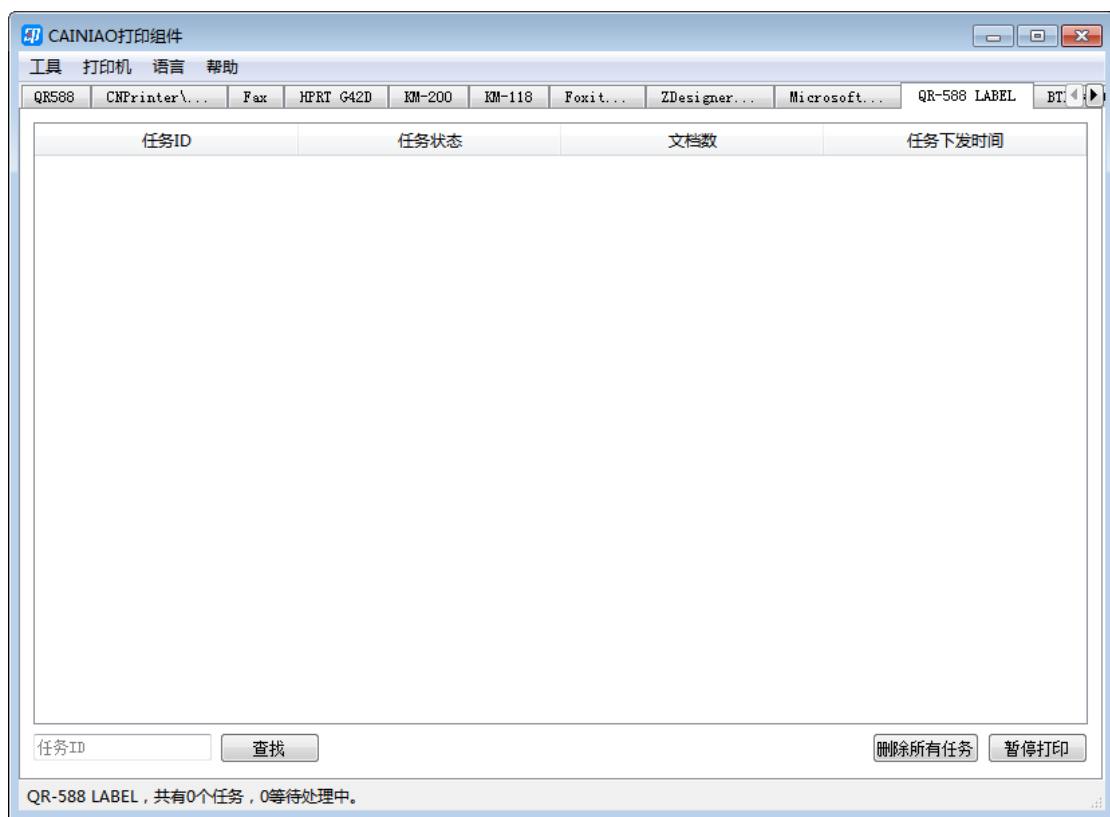 CAINIAO打印组件
工具 打印机 语言 帮助
QR588 CNPrinter\... Fax HPRT G42D KM-200 KM-118 Foxit... ZDesigner... Microsoft... QR-588 LABEL
任务ID 任务状态 文档数 任务下发时间
任务ID 查找 删除所有任务 暂停打印
QR-588 LABEL，共有0个任务，0等待处理中。